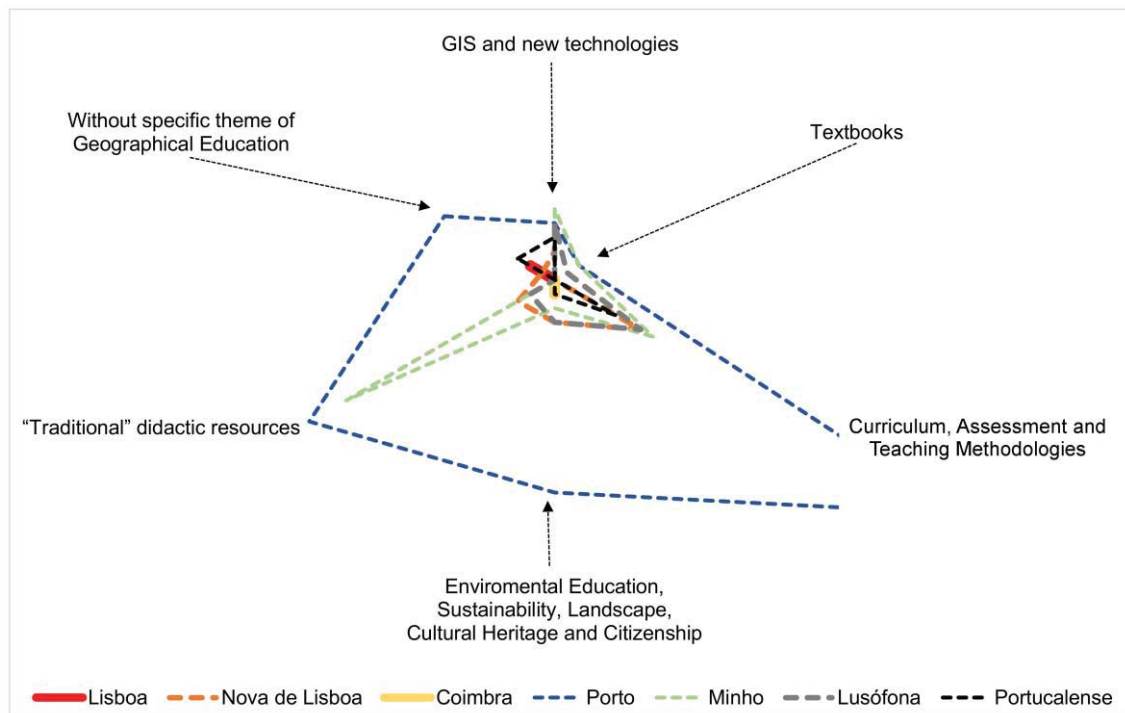 GIS and new technologies
Without specific theme of
Geographical Education
Textbooks
“Traditional” didactic resources
Curriculum, Assessment and
Teaching Methodologies
Enviromental Education,
Sustainability, Landscape,
Cultural Heritage and Citizenship
Lisboa Nova de Lisboa Coimbra Porto Minho Lusófona Portucalense